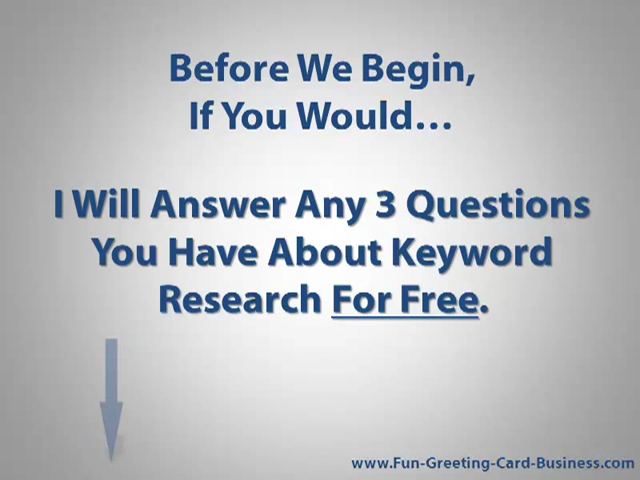 Before We Begin,
If You Would…
I Will Answer Any 3 Questions
You Have About Keyword
Research For Free.
www.Fun-Greeting-Card-Business.com